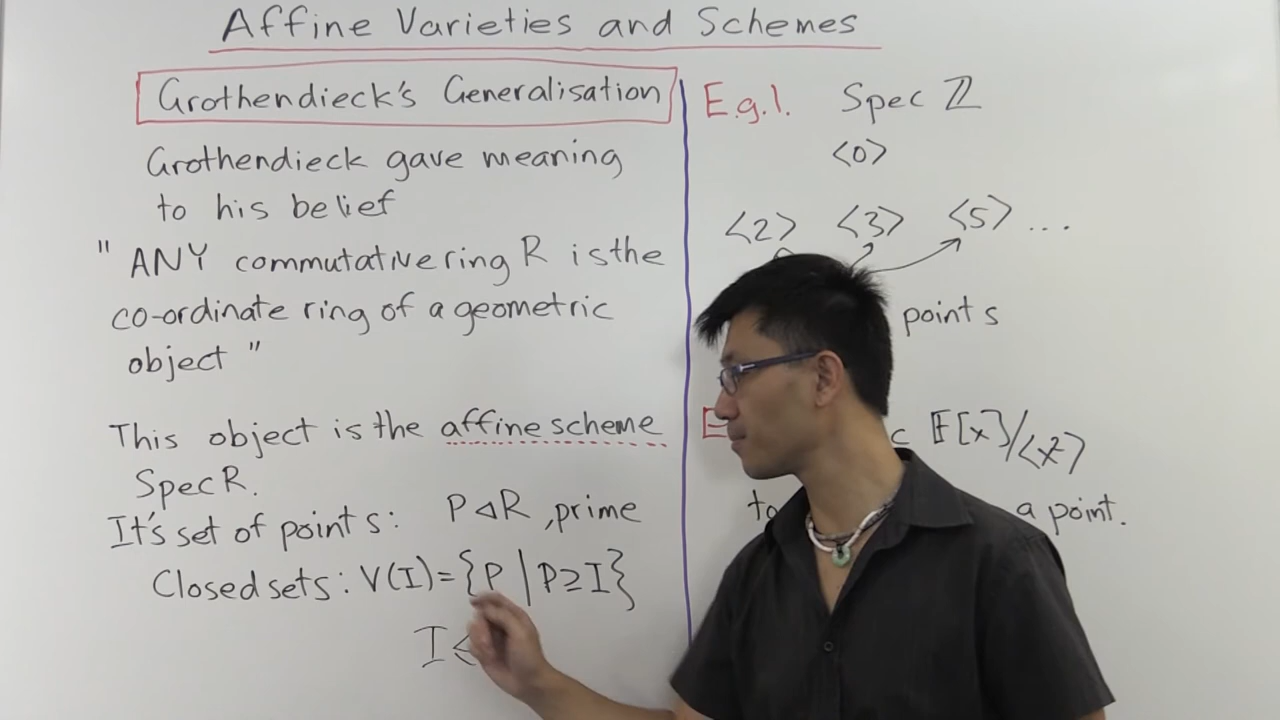 Affine Varieties and Schemes
Grothendieck's Generalisation
Grothendieck gave meaning
to his belief
" ANY commutative ring R is the
co-ordinate ring of a geometric
object "
This object is the affine scheme
Spec R.
It's set of points: P ⊲ R, prime
Closed sets: V(I) = {P | P ⊇ I}
I
E.g.1. Spec ℤ
<0>
<2> <3> <5> ...
points
𝔽[x]/<x²>
a point.